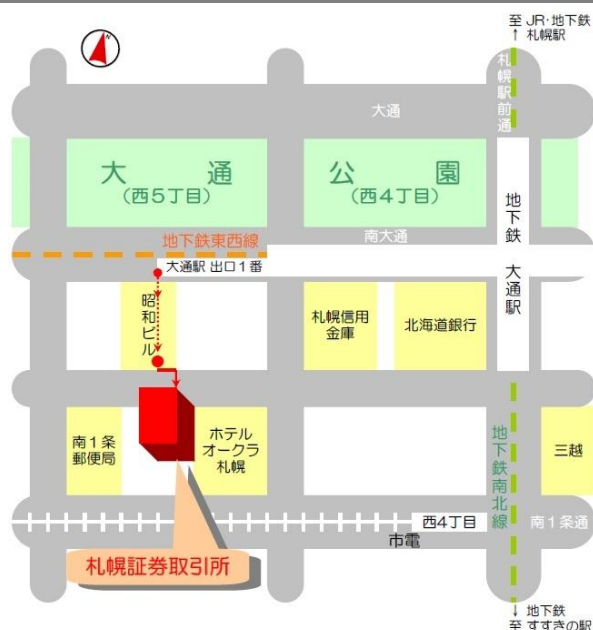 至 JR・地下鉄
↑ 札幌駅
N
札幌駅前通
大通
大通
(西5丁目)
公園
(西4丁目)
地下鉄 大通駅
地下鉄東西線
南大通
大通駅 出口1番
昭和ビル
札幌信用
金庫
北海道銀行
南1条
郵便局
ホテル
オークラ
札幌
地下鉄南北線
三越
西4丁目
南1条通
市電
札幌証券取引所
↓ 地下鉄
至 すすきの駅